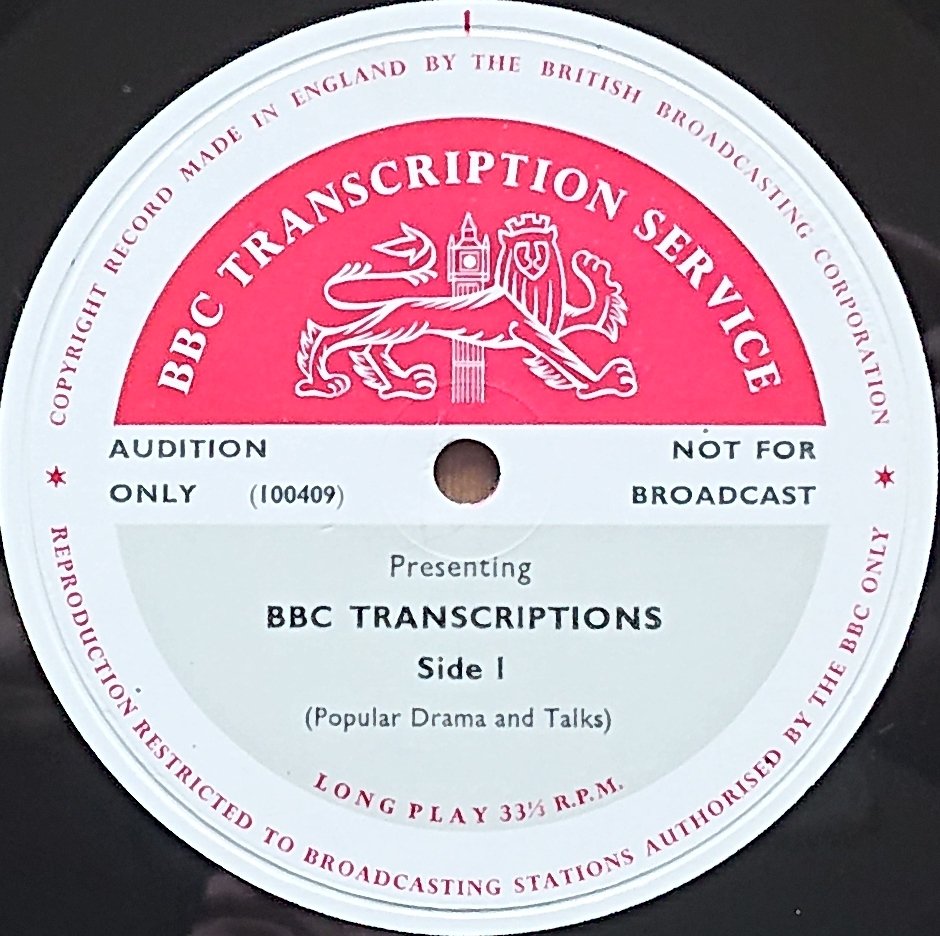 COPYRIGHT RECORD MADE IN ENGLAND BY THE BRITISH BROADCASTING CORPORATION
BBC TRANSCRIPTION SERVICE
AUDITION ONLY (100409)
NOT FOR BROADCAST
Presenting
BBC TRANSCRIPTIONS
Side 1
(Popular Drama and Talks)
LONG PLAY 33⅓ R.P.M.
REPRODUCTION RESTRICTED TO BROADCASTING STATIONS AUTHORISED BY THE BBC ONLY